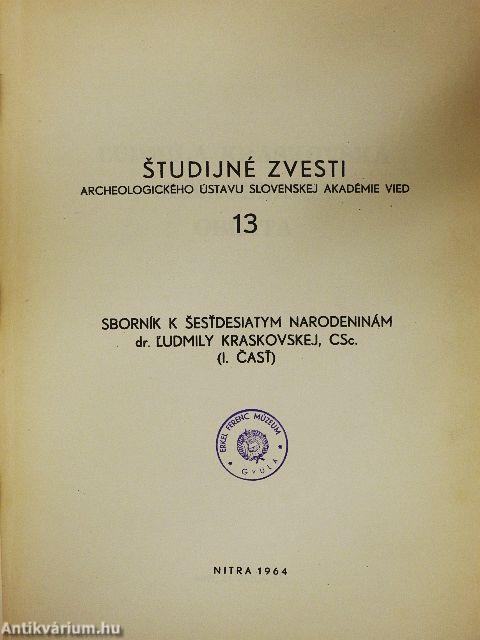 ŠTUDIJNÉ ZVESTI
ARCHEOLOGICKÉHO ÚSTAVU SLOVENSKEJ AKADÉMIE VIED
13
SBORNÍK K ŠESŤDESIATYM NARODENINÁM
dr. ĽUDMILY KRASKOVSKEJ, CSc.
(I. ČASŤ)
ERKEL FERENC MÚZEUM
* GYULA *
NITRA 1964
Antikvárium.hu